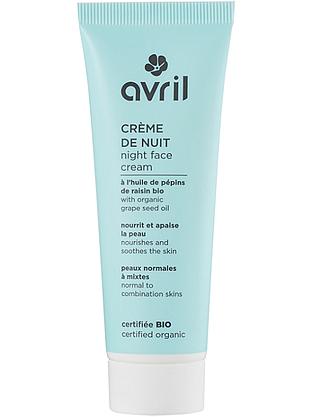 avril
CRÈME
DE NUIT
night face
cream
à l'huile de pépins
de raisin bio
with organic
grape seed oil
nourrit et apaise
la peau
nourishes and
soothes the skin
peaux normales
à mixtes
normal to
combination skins
certifiée BIO
certified organic